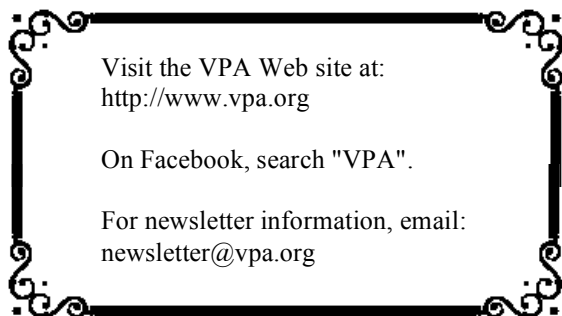 Visit the VPA Web site at:
http://www.vpa.org
On Facebook, search "VPA".
For newsletter information, email:
newsletter@vpa.org